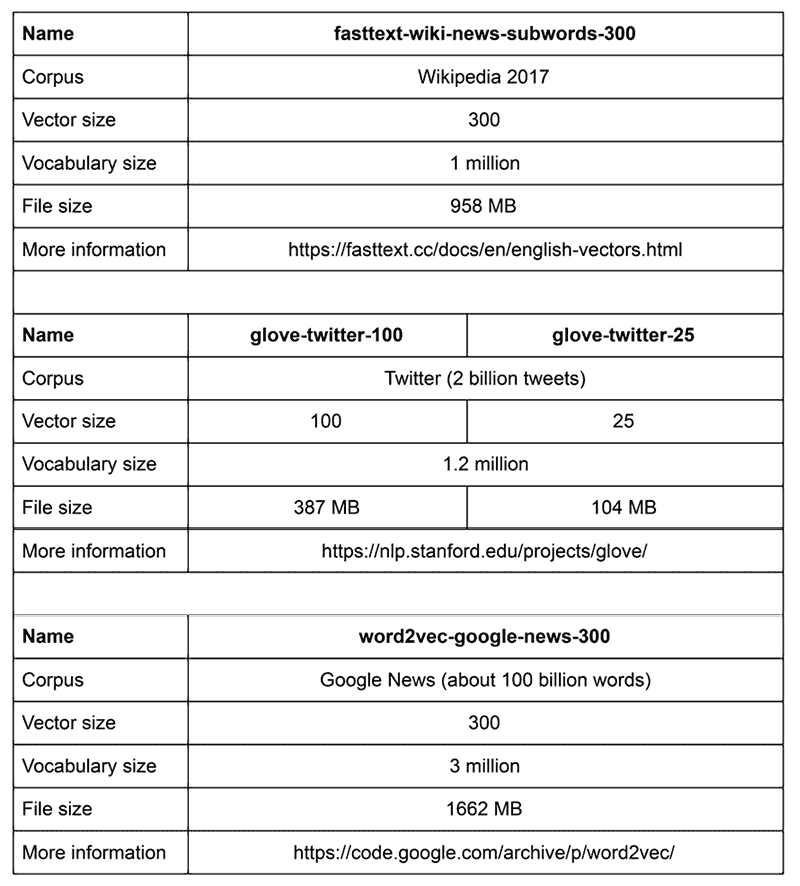 Name fasttext-wiki-news-subwords-300
Corpus Wikipedia 2017
Vector size 300
Vocabulary size 1 million
File size 958 MB
More information https://fasttext.cc/docs/en/english-vectors.html
Name glove-twitter-100 glove-twitter-25
Corpus Twitter (2 billion tweets)
Vector size 100 25
Vocabulary size 1.2 million
File size 387 MB 104 MB
More information https://nlp.stanford.edu/projects/glove/
Name word2vec-google-news-300
Corpus Google News (about 100 billion words)
Vector size 300
Vocabulary size 3 million
File size 1662 MB
More information https://code.google.com/archive/p/word2vec/